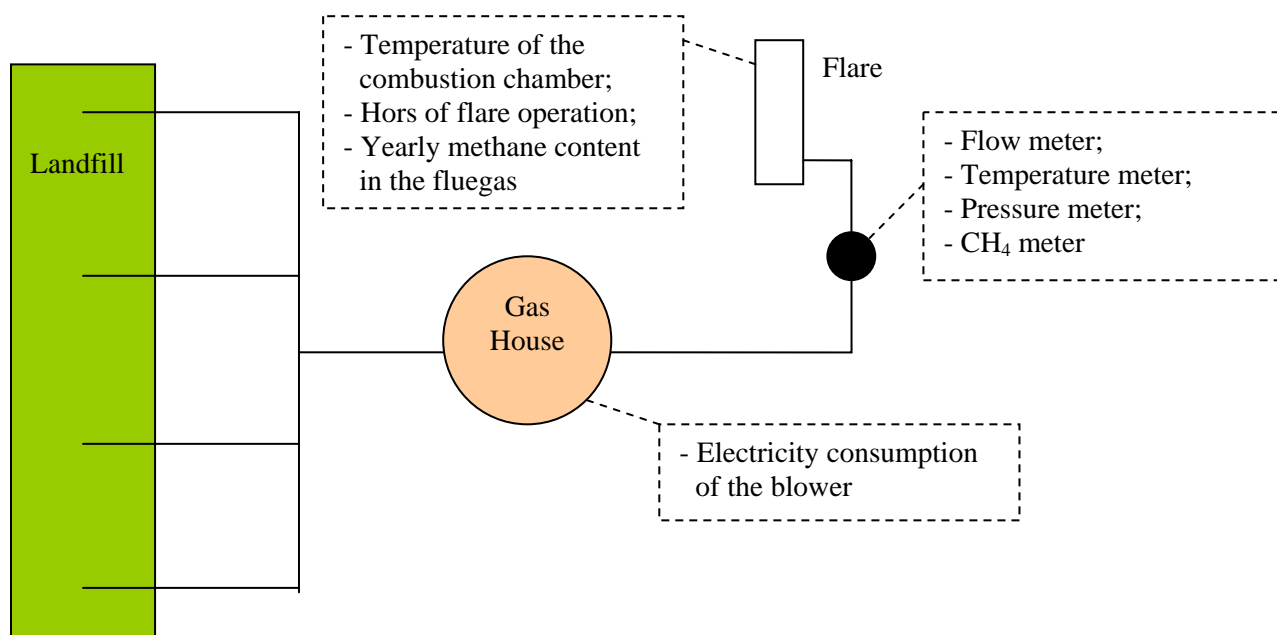 - Temperature of the
combustion chamber;
- Hors of flare operation;
- Yearly methane content
in the fluegas
Flare
- Flow meter;
- Temperature meter;
- Pressure meter;
- CH₄ meter
Landfill
Gas
House
- Electricity consumption
of the blower